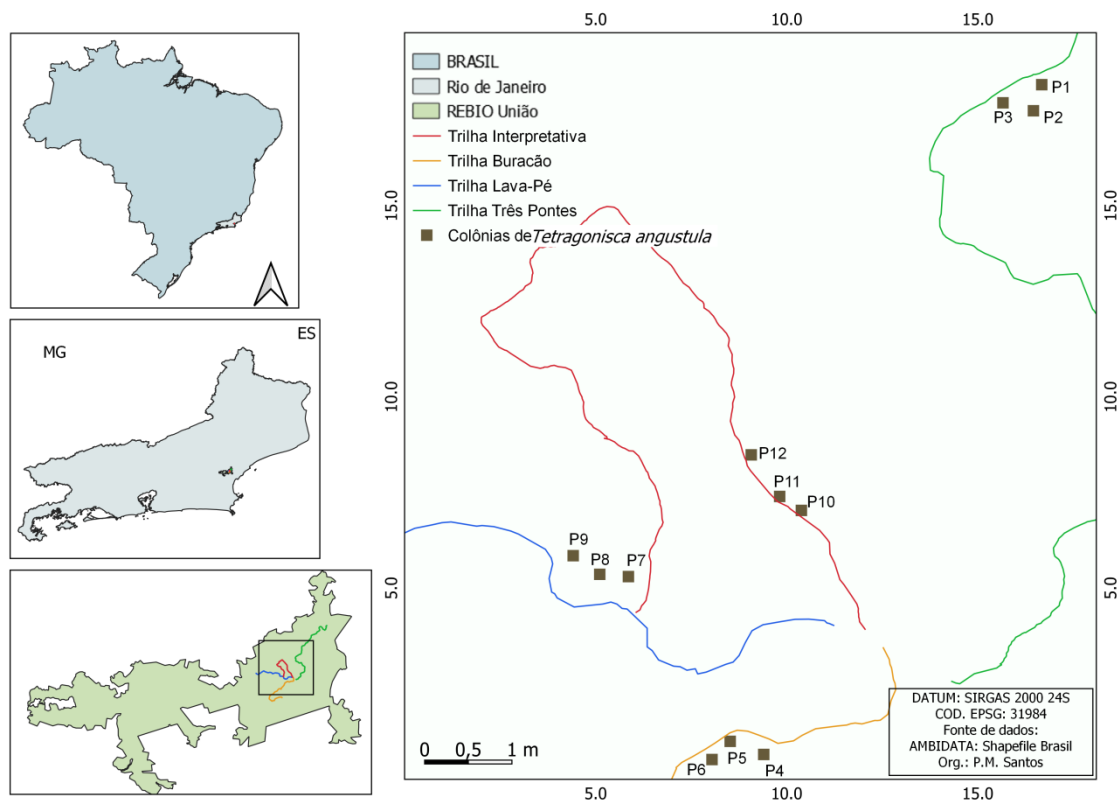 5.0 10.0 15.0
BRASIL
Rio de Janeiro
REBIO União
Trilha Interpretativa
Trilha Buracão
Trilha Lava-Pé
Trilha Três Pontes
Colônias de Tetragonisca angustula
P1
P3 P2
15.0 15.0
MG ES
10.0 10.0
P12
P11
P10
P9
P8 P7
5.0 5.0
DATUM: SIRGAS 2000 24S
COD. EPSG: 31984
Fonte de dados:
AMBIDATA: Shapefile Brasil
Org.: P.M. Santos
0 0,5 1 m
P5
P6 P4
5.0 10.0 15.0